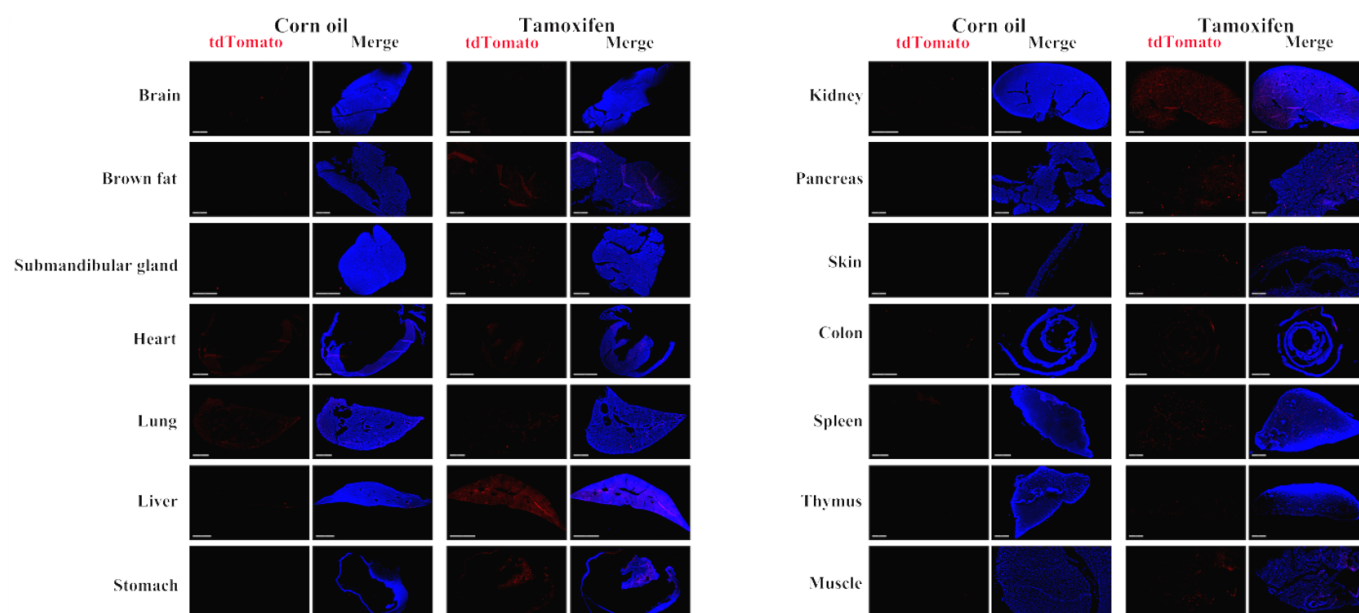 Corn oil Tamoxifen
tdTomato Merge tdTomato Merge
Brain
Brown fat
Submandibular gland
Heart
Lung
Liver
Stomach
Corn oil Tamoxifen
tdTomato Merge tdTomato Merge
Kidney
Pancreas
Skin
Colon
Spleen
Thymus
Muscle